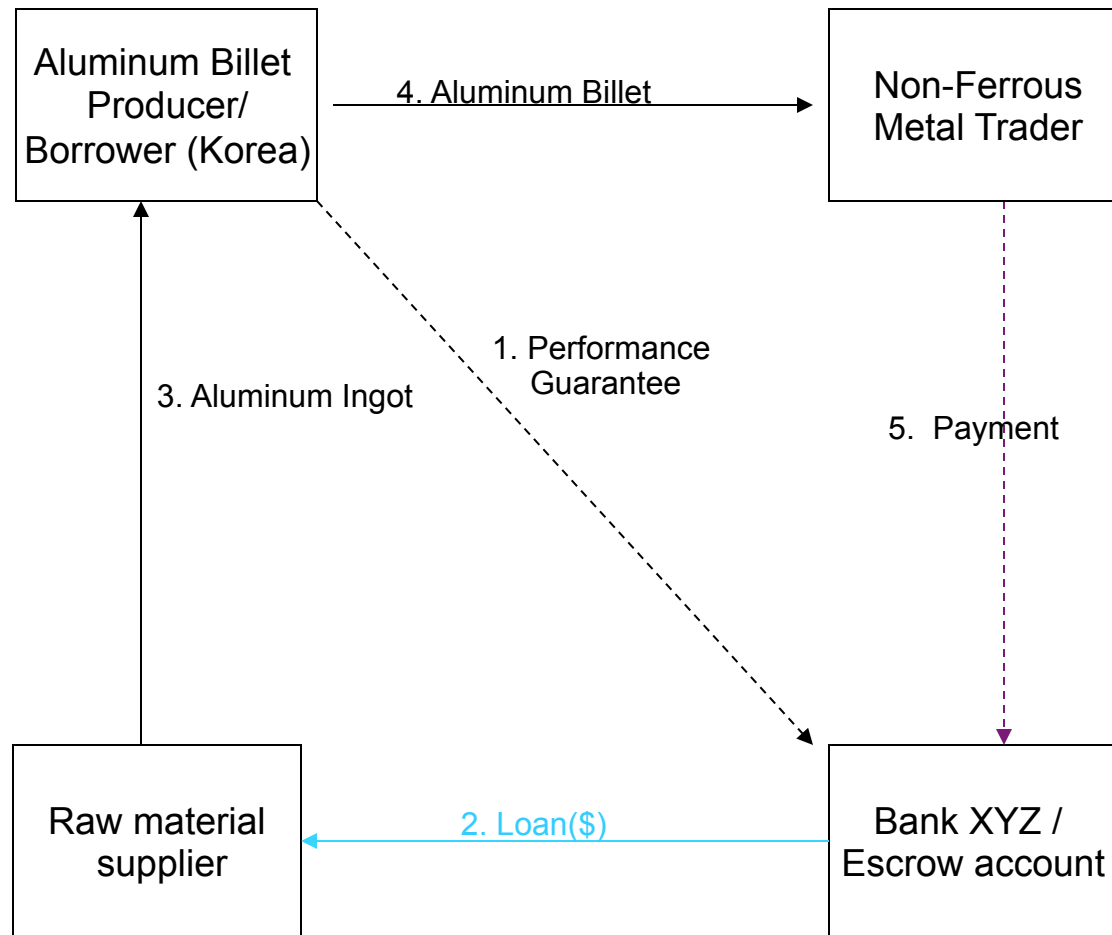 Aluminum Billet
Producer/
Borrower (Korea)
4. Aluminum Billet
Non-Ferrous
Metal Trader
1. Performance
Guarantee
3. Aluminum Ingot
5. Payment
Raw material
supplier
2. Loan($)
Bank XYZ /
Escrow account